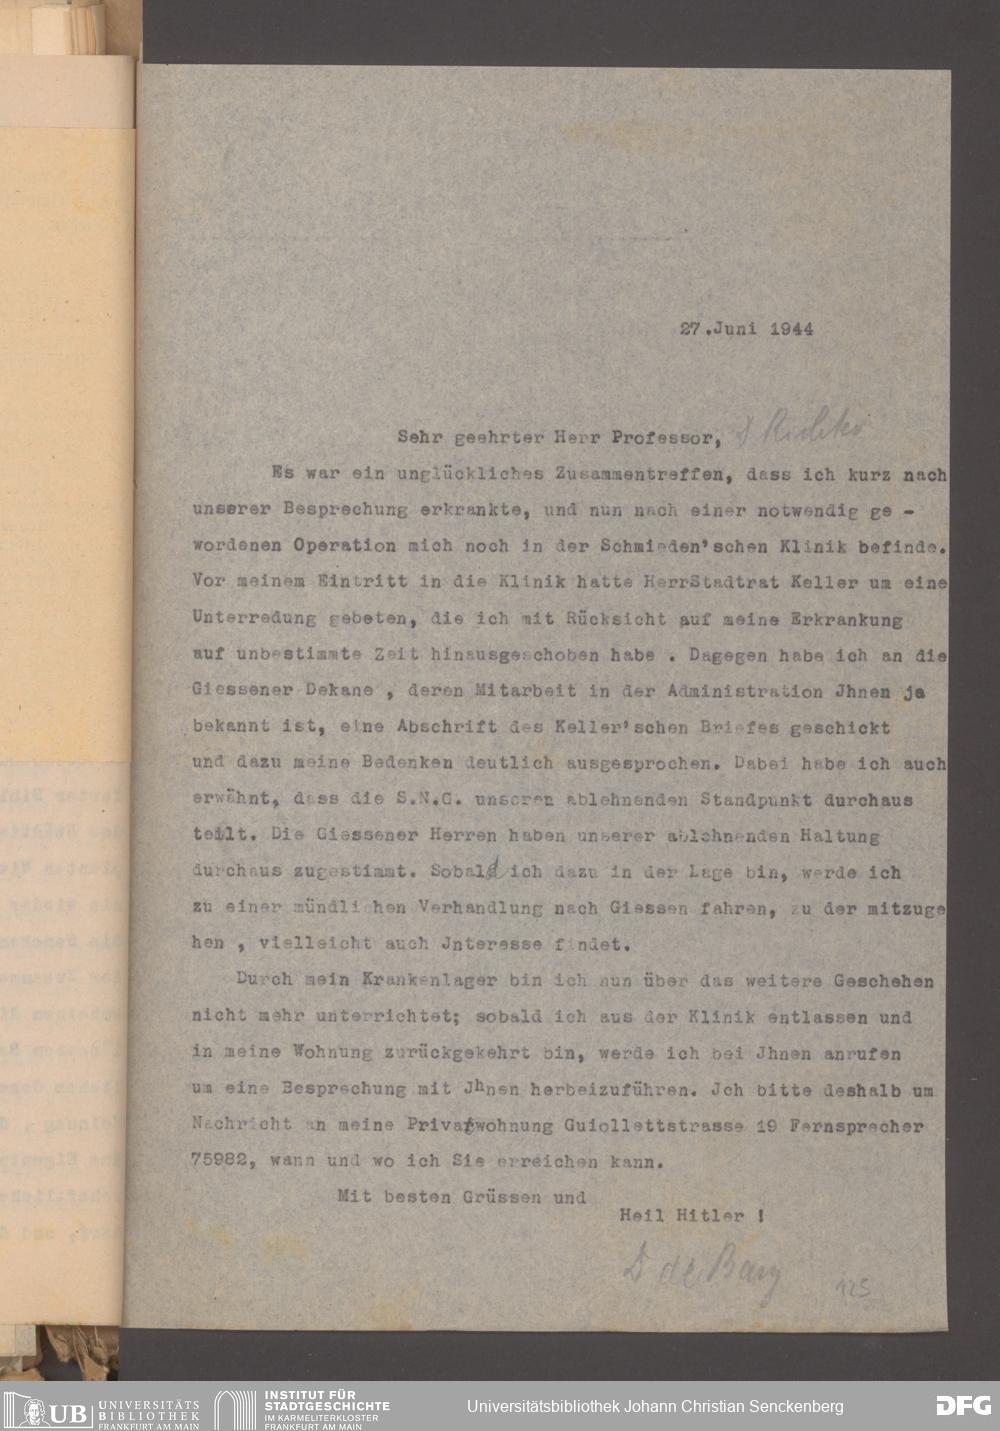 27.Juni 1944
Sehr geehrter Herr Professor,
Es war ein unglückliches Zusammentreffen, dass ich kurz nach
unserer Besprechung erkrankte, und nun nach einer notwendig ge -
wordenen Operation mich noch in der Schmieden'schen Klinik befinde.
Vor meinem Eintritt in die Klinik hatte HerrStadtrat Keller um eine
Unterredung gebeten, die ich mit Rücksicht auf meine Erkrankung
auf unbestimmte Zeit hinausgeschoben habe . Dagegen habe ich an die
Giessener Dekane , deren Mitarbeit in der Administration Jhnen ja
bekannt ist, eine Abschrift des Keller'schen Briefes geschickt
und dazu meine Bedenken deutlich ausgesprochen. Dabei habe ich auch
erwähnt, dass die S.N.G. unseren ablehnenden Standpunkt durchaus
teilt. Die Giessener Herren haben unserer ablehnenden Haltung
durchaus zugestimmt. Sobald ich dazu in der Lage bin, werde ich
zu einer mündlichen Verhandlung nach Giessen fahren, zu der mitzuge
hen , vielleicht auch Jnteresse findet.
Durch mein Krankenlager bin ich nun über das weitere Geschehen
nicht mehr unterrichtet; sobald ich aus der Klinik entlassen und
in meine Wohnung zurückgekehrt bin, werde ich bei Jhnen anrufen
um eine Besprechung mit Jhnen herbeizuführen. Jch bitte deshalb um
Nachricht an meine Privatwohnung Guiollettstrasse 19 Fernsprecher
75982, wann und wo ich Sie erreichen kann.
Mit besten Grüssen und
Heil Hitler !
D de Bary
125
UB UNIVERSITÄTS
BIBLIOTHEK
FRANKFURT AM MAIN
INSTITUT FÜR
STADTGESCHICHTE
IM KARMELITERKLOSTER
FRANKFURT AM MAIN
Universitätsbibliothek Johann Christian Senckenberg
DFG